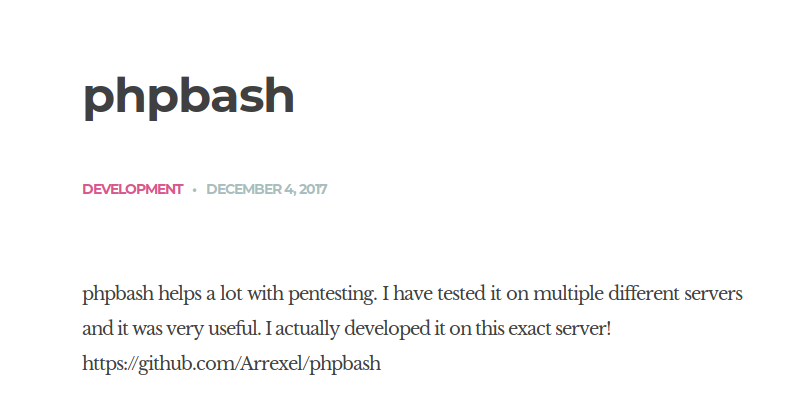 phpbash
DEVELOPMENT • DECEMBER 4, 2017
phpbash helps a lot with pentesting. I have tested it on multiple different servers
and it was very useful. I actually developed it on this exact server!
https://github.com/Arrexel/phpbash